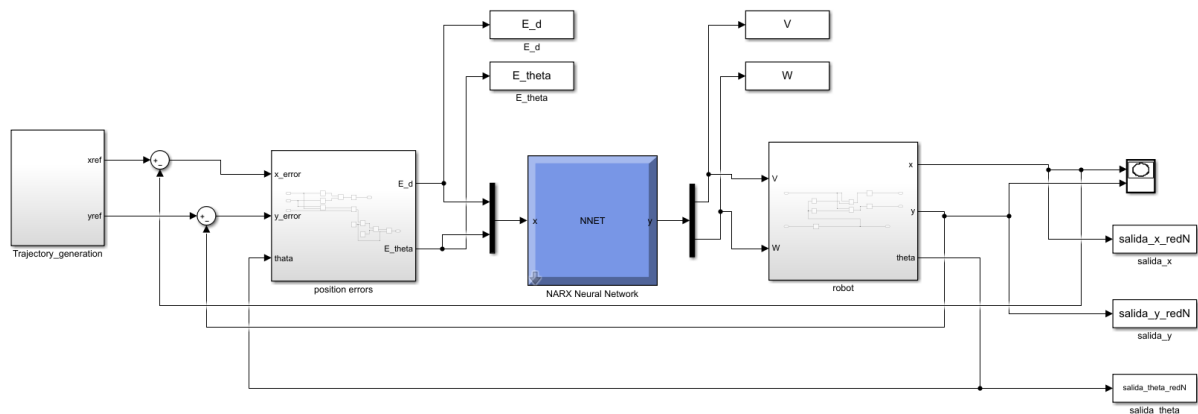 E_d
E_d
E_theta
E_theta
V
W
xref
yref
Trajectory_generation
+
-
+
-
x_error
y_error
thata
E_d
E_theta
position errors
x
NNET
y
NARX Neural Network
V
W
x
y
theta
robot
salida_x_redN
salida_x
salida_y_redN
salida_y
salida_theta_redN
salida_theta